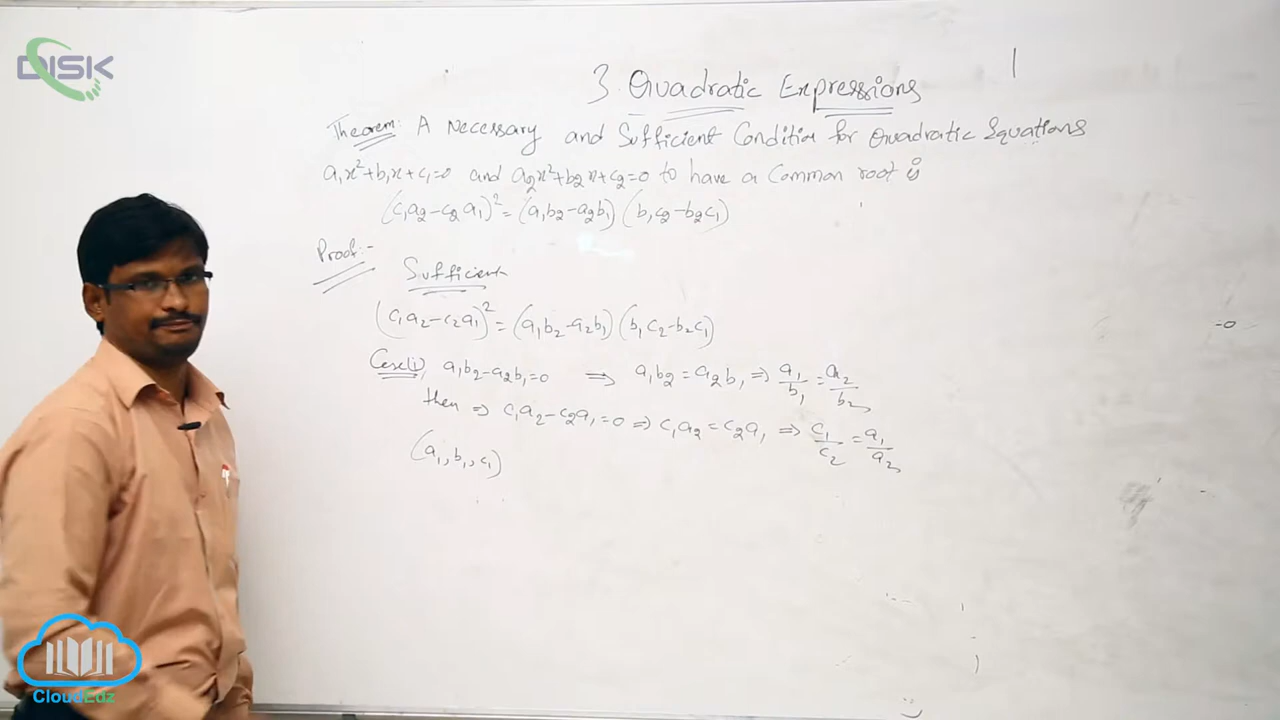 DISK
3. Quadratic Expressions
Theorem: A Necessary and Sufficient Condition for Quadratic Equations
a₁x²+b₁x+c₁=0 and a₂x²+b₂x+c₂=0 to have a Common root is
(c₁a₂-c₂a₁)²=(a₁b₂-a₂b₁)(b₁c₂-b₂c₁)
Proof:-
Sufficient
(c₁a₂-c₂a₁)²=(a₁b₂-a₂b₁)(b₁c₂-b₂c₁)
Case(i) a₁b₂-a₂b₁=0 ⇒ a₁b₂=a₂b₁ ⇒ a₁/b₁=a₂/b₂
then ⇒ c₁a₂-c₂a₁=0 ⇒ c₁a₂=c₂a₁ ⇒ c₁/c₂=a₁/a₂
(a₁,b₁,c₁)
CloudEdz